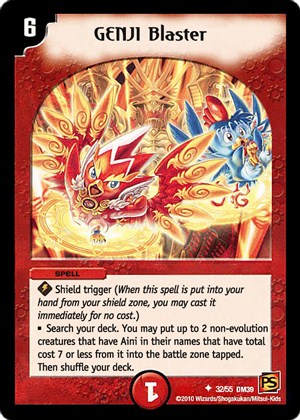 6
GENJI Blaster
SPELL
Shield trigger (When this spell is put into your
hand from your shield zone, you may cast it
immediately for no cost.)
▪ Search your deck. You may put up to 2 non-evolution
creatures that have Aini in their names that have total
cost 7 or less from it into the battle zone tapped.
Then shuffle your deck.
1
✦ 32/55 DM39
©2010 Wizards/Shogakukan/Mitsui-Kids
PS